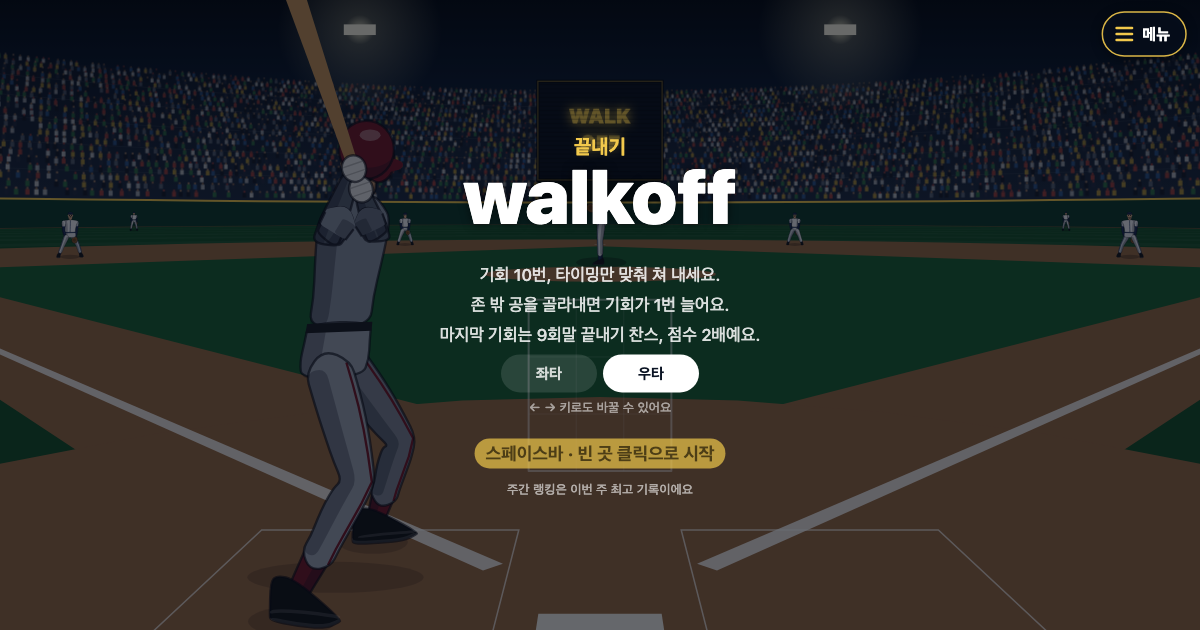 메뉴
WALK
끝내기
walkoff
기회 10번, 타이밍만 맞춰 쳐 내세요.
존 밖 공을 골라내면 기회가 1번 늘어요.
마지막 기회는 9회말 끝내기 찬스, 점수 2배예요.
좌타 우타
← → 키로도 바꿀 수 있어요
스페이스바 · 빈 곳 클릭으로 시작
주간 랭킹은 이번 주 최고 기록이에요